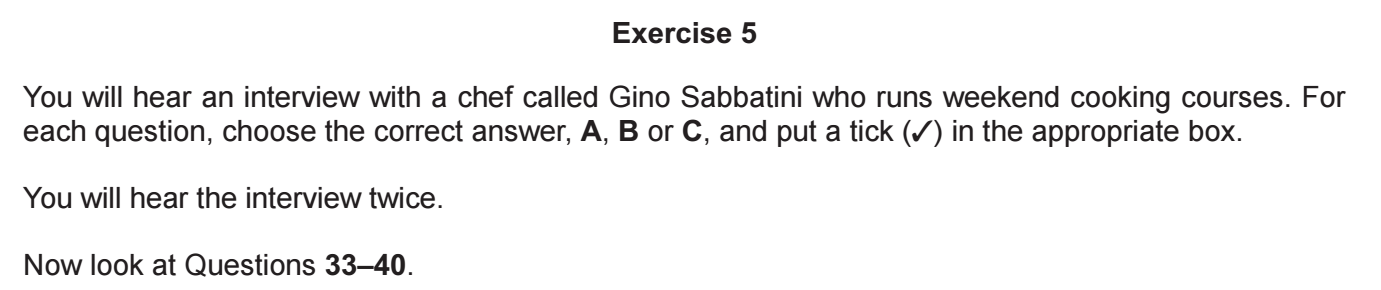 Exercise 5
You will hear an interview with a chef called Gino Sabbatini who runs weekend cooking courses. For
each question, choose the correct answer, A, B or C, and put a tick (✓) in the appropriate box.
You will hear the interview twice.
Now look at Questions 33–40.